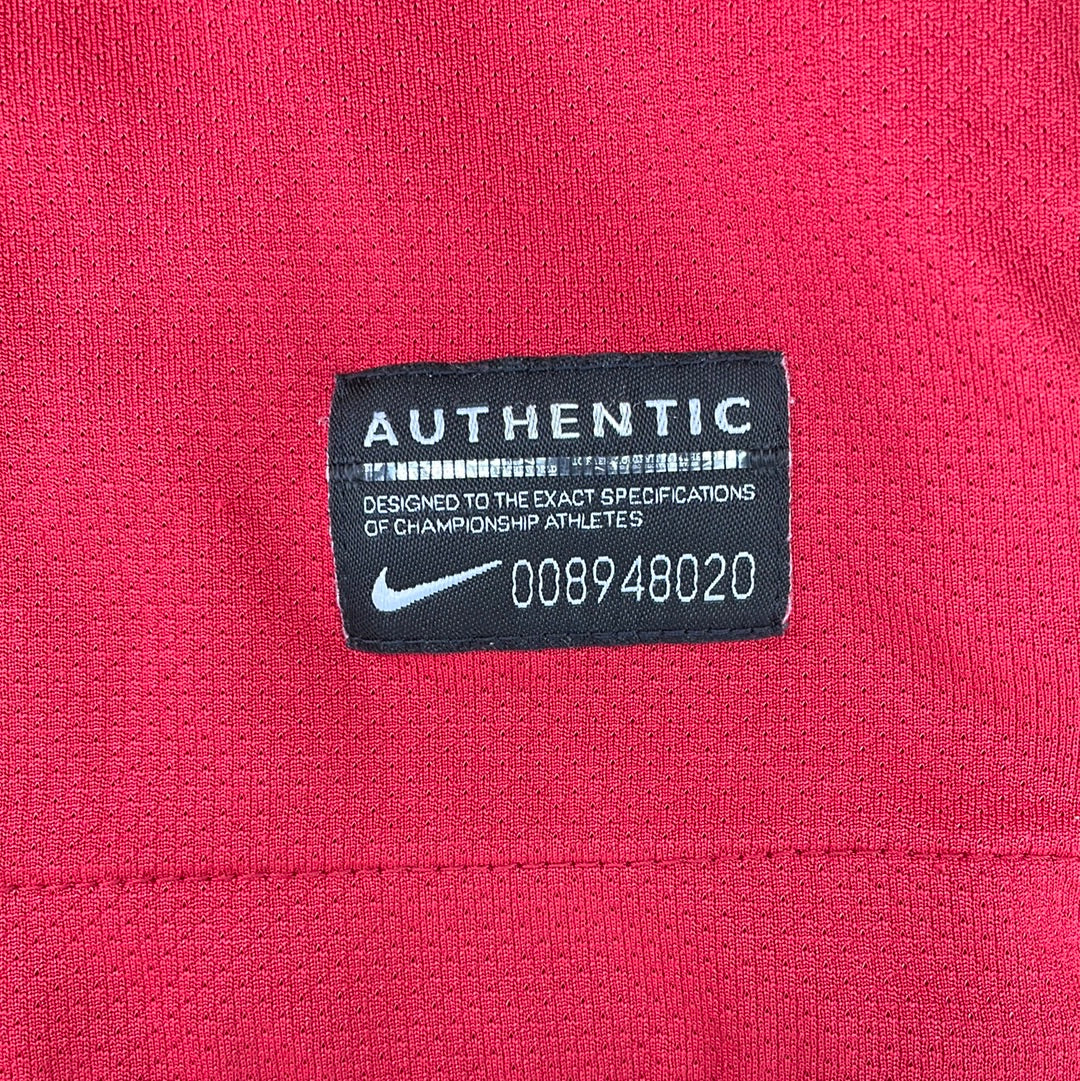 AUTHENTIC
DESIGNED TO THE EXACT SPECIFICATIONS
OF CHAMPIONSHIP ATHLETES
008948020